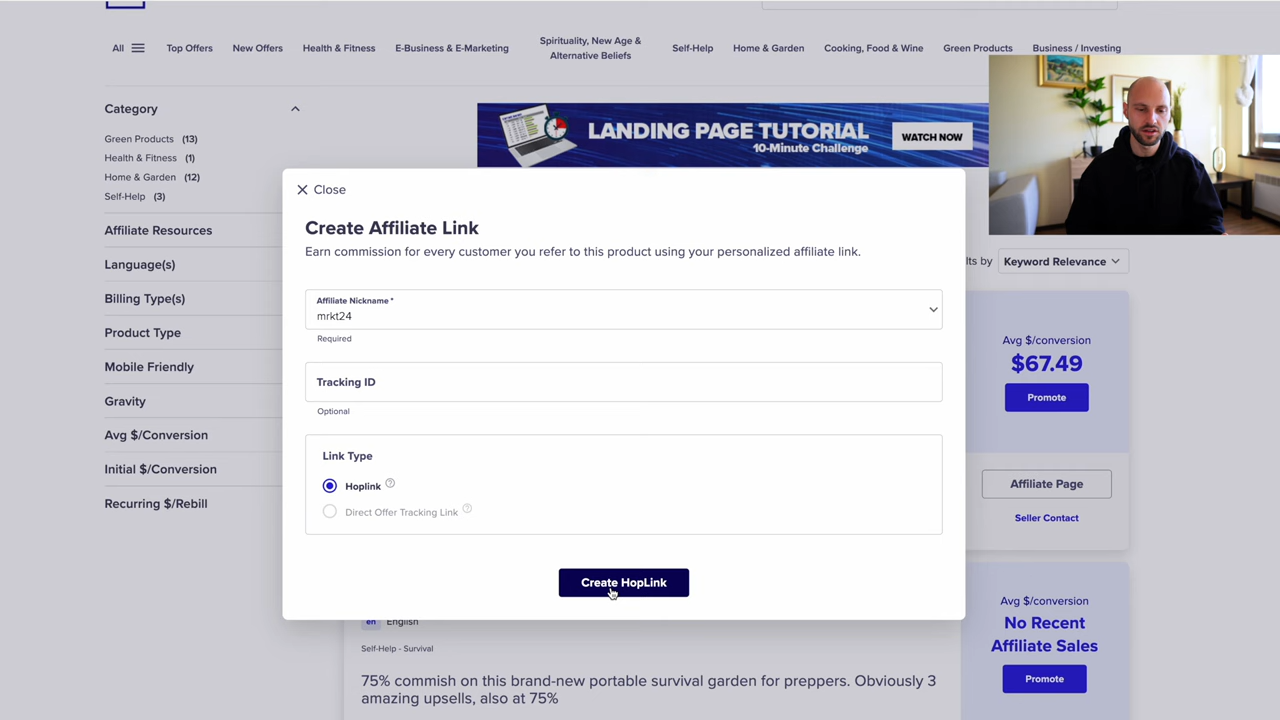 All
Top Offers
New Offers
Health & Fitness
E-Business & E-Marketing
Spirituality, New Age &
Alternative Beliefs
Self-Help
Home & Garden
Cooking, Food & Wine
Green Products
Business / Investing
Category
Green Products (13)
Health & Fitness (1)
Home & Garden (12)
Self-Help (3)
Affiliate Resources
Language(s)
Billing Type(s)
Product Type
Mobile Friendly
Gravity
Avg $/Conversion
Initial $/Conversion
Recurring $/Rebill
LANDING PAGE TUTORIAL
10-Minute Challenge
WATCH NOW
Close
Create Affiliate Link
Earn commission for every customer you refer to this product using your personalized affiliate link.
Affiliate Nickname *
mrkt24
Required
Tracking ID
Optional
Link Type
Hoplink
Direct Offer Tracking Link
Create HopLink
lts by
Keyword Relevance
Avg $/conversion
$67.49
Promote
Affiliate Page
Seller Contact
en English
Self-Help - Survival
75% commish on this brand-new portable survival garden for preppers. Obviously 3
amazing upsells, also at 75%
Avg $/conversion
No Recent
Affiliate Sales
Promote